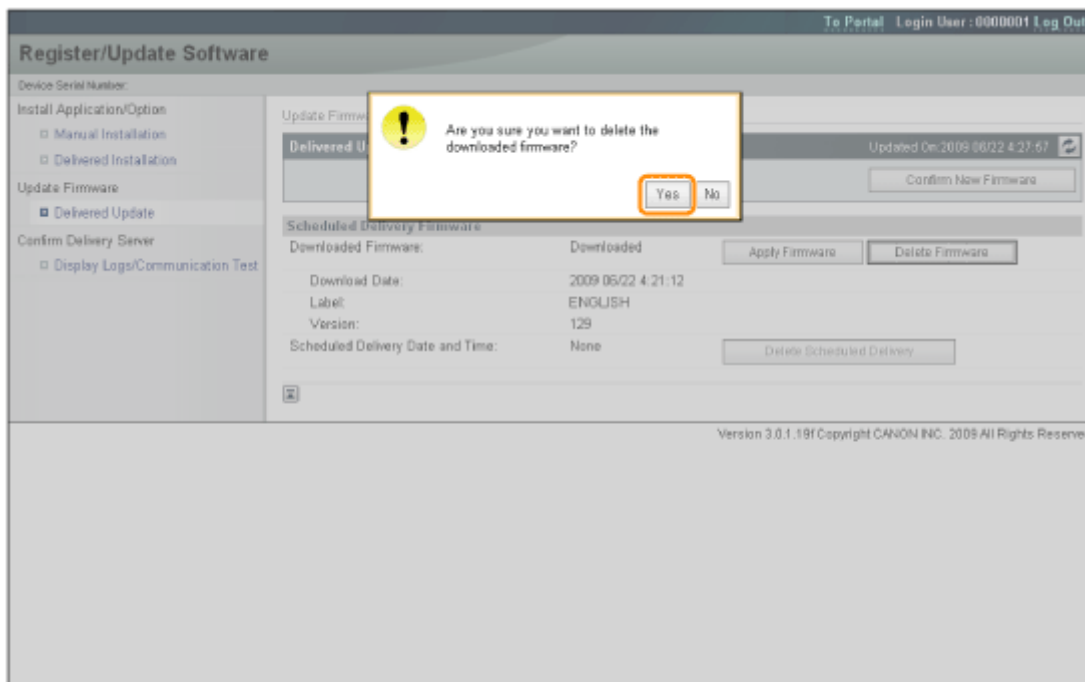 To Portal Login User : 0000001 Log Out
Register/Update Software
Device Serial Number:
Install Application/Option
Manual Installation
Delivered Installation
Update Firmware
Delivered Update
Confirm Delivery Server
Display Logs/Communication Test
Update Firmw
Delivered U
Updated On:2009 06/22 4:27:57
Confirm New Firmware
Are you sure you want to delete the
downloaded firmware?
Yes No
Scheduled Delivery Firmware
Downloaded Firmware: Downloaded Apply Firmware Delete Firmware
Download Date: 2009 06/22 4:21:12
Label: ENGLISH
Version: 129
Scheduled Delivery Date and Time: None Delete Scheduled Delivery
Version 3.0.1.19f Copyright CANON INC. 2009 All Rights Reserve